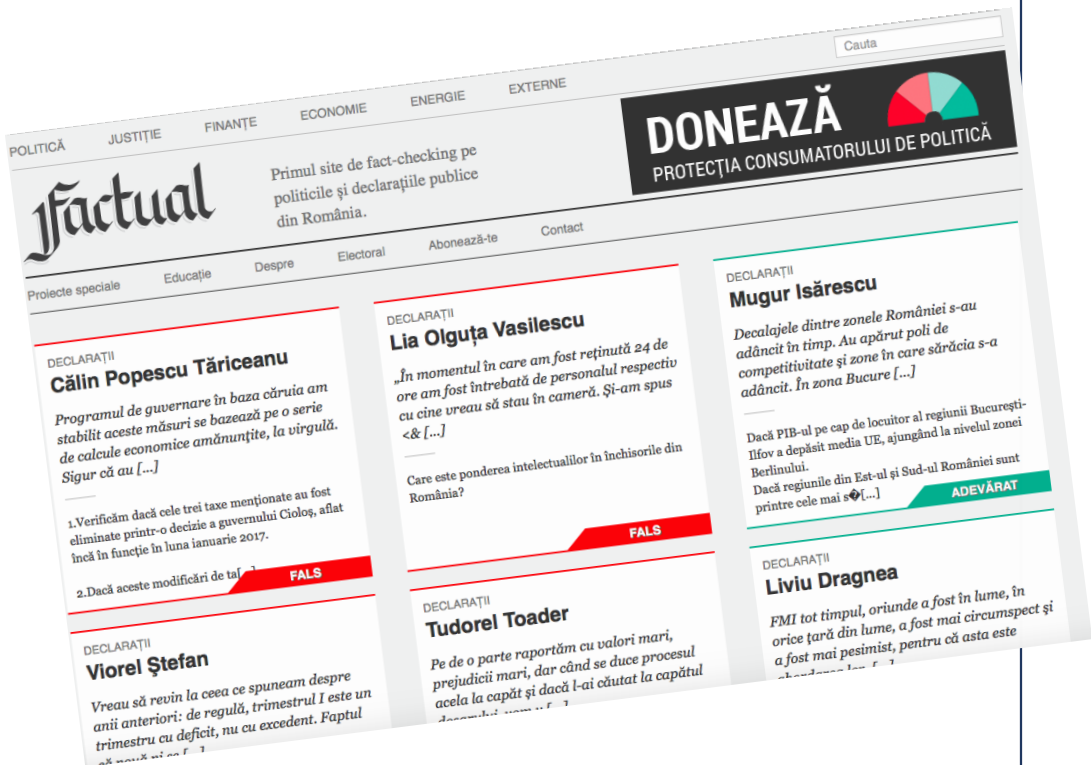 Cauta
POLITICĂ JUSTIȚIE FINANȚE ECONOMIE ENERGIE EXTERNE
factual
Primul site de fact-checking pe
politicile și declarațiile publice
din România.
DONEAZĂ
PROTECȚIA CONSUMATORULUI DE POLITICĂ
Proiecte speciale Educație Despre Electoral Abonează-te Contact
DECLARAȚII
Călin Popescu Tăriceanu
Programul de guvernare în baza căruia am
stabilit aceste măsuri se bazează pe o serie
de calcule economice amănunțite, la virgulă.
Sigur că au [...]
1.Verificăm dacă cele trei taxe menționate au fost
eliminate printr-o decizie a guvernului Cioloș, aflat
încă în funcție în luna ianuarie 2017.
2.Dacă aceste modificări de ta[...]
FALS
DECLARAȚII
Lia Olguța Vasilescu
„În momentul în care am fost reținută 24 de
ore am fost întrebată de personalul respectiv
cu cine vreau să stau în cameră. Și-am spus
<& [...]
Care este ponderea intelectualilor în închisorile din
România?
FALS
DECLARAȚII
Mugur Isărescu
Decalajele dintre zonele României s-au
adâncit în timp. Au apărut poli de
competitivitate și zone în care sărăcia s-a
adâncit. În zona Bucure [...]
Dacă PIB-ul pe cap de locuitor al regiunii București-
Ilfov a depășit media UE, ajungând la nivelul zonei
Berlinului.
Dacă regiunile din Est-ul și Sud-ul României sunt
printre cele mai s�[...]
ADEVĂRAT
DECLARAȚII
Viorel Ștefan
Vreau să revin la ceea ce spuneam despre
anii anteriori: de regulă, trimestrul I este un
trimestru cu deficit, nu cu excedent. Faptul
DECLARAȚII
Tudorel Toader
Pe de o parte raportăm cu valori mari,
prejudicii mari, dar când se duce procesul
acela la capăt și dacă l-ai căutat la capătul
DECLARAȚII
Liviu Dragnea
FMI tot timpul, oriunde a fost în lume, în
orice țară din lume, a fost mai circumspect și
a fost mai pesimist, pentru că asta este